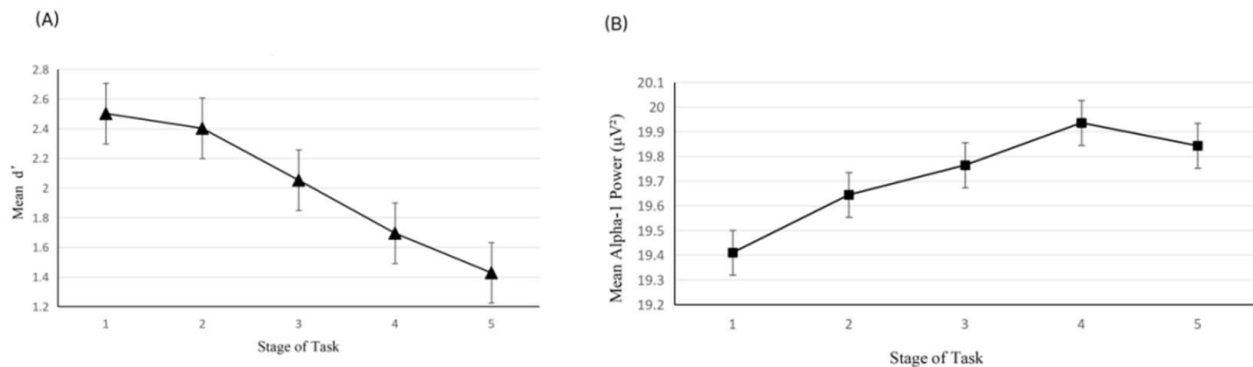 (A)
2.8
2.6
2.4
2.2
2
1.8
1.6
1.4
1.2
Mean d'
1 2 3 4 5
Stage of Task
(B)
20.1
20
19.9
19.8
19.7
19.6
19.5
19.4
19.3
19.2
Mean Alpha-1 Power (μV²)
1 2 3 4 5
Stage of Task